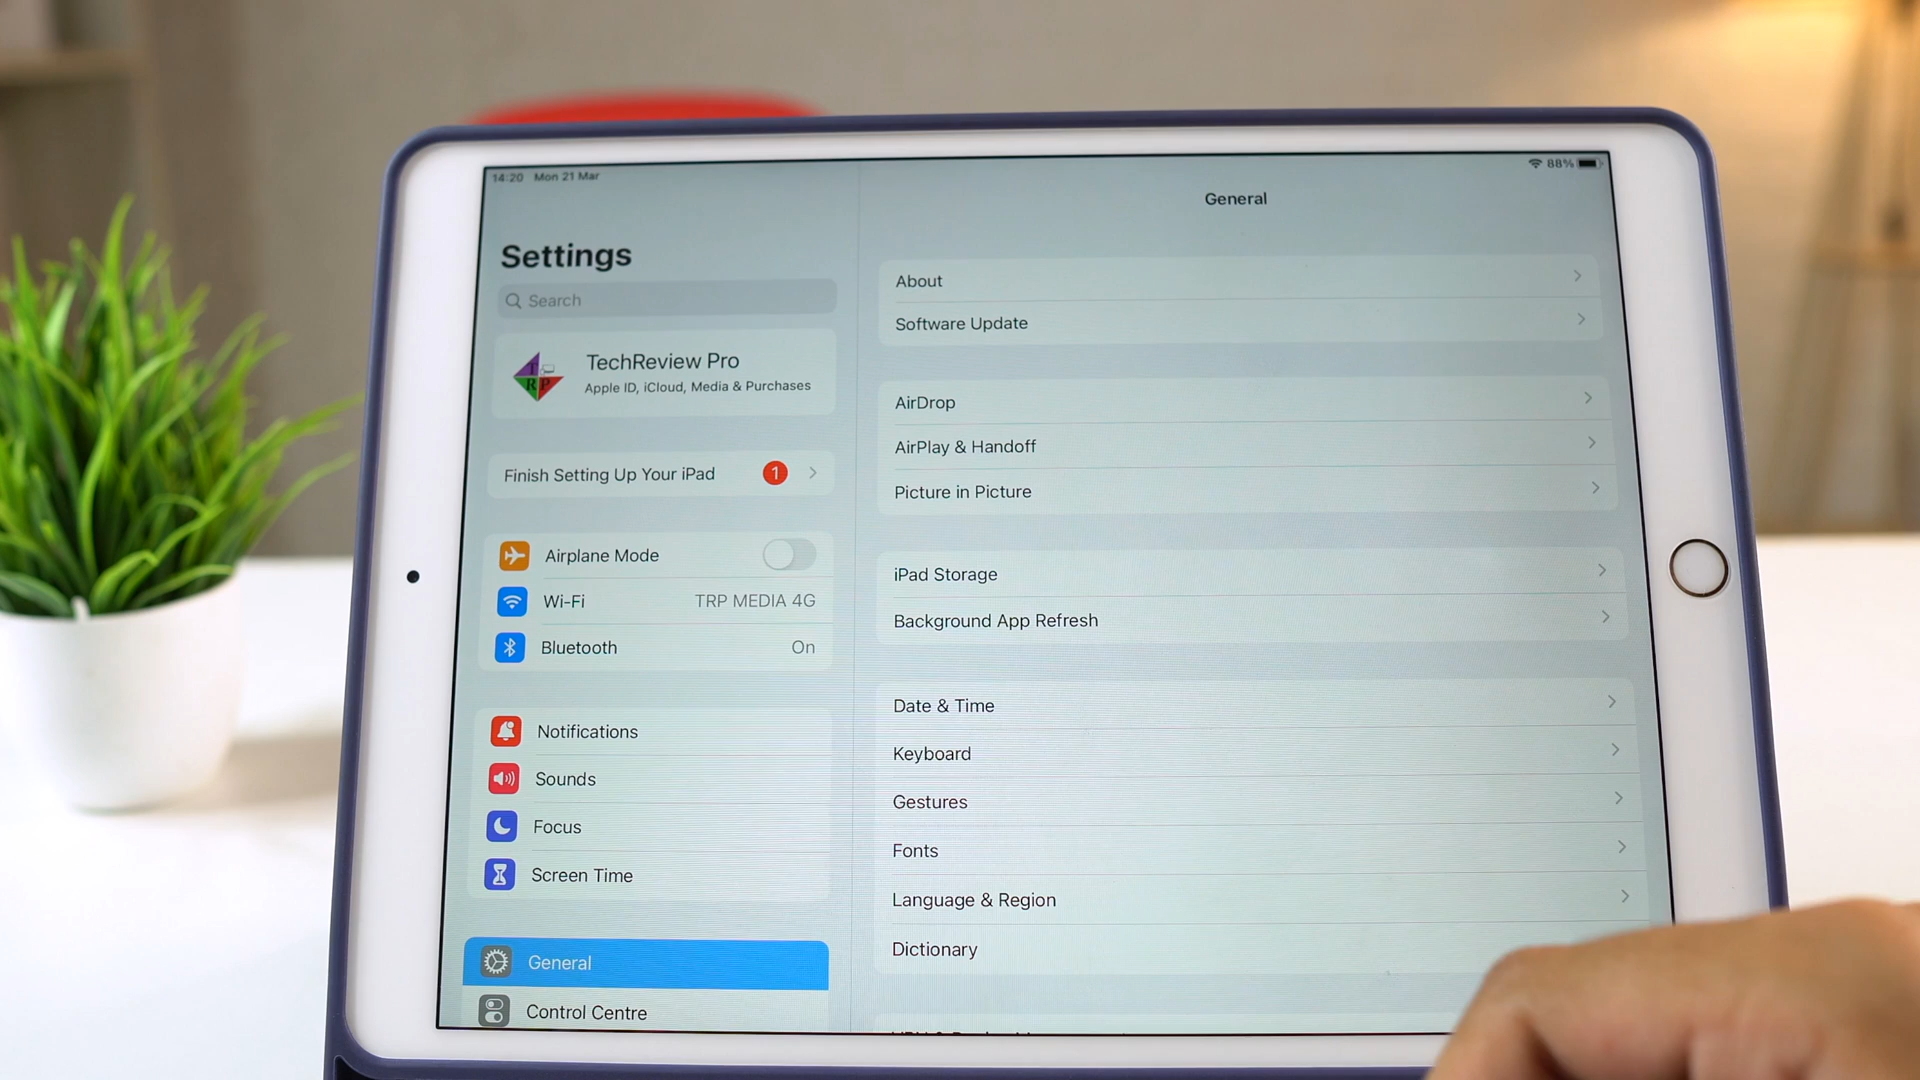 14:20 Mon 21 Mar
88%
Settings
Search
TRP
TechReview Pro
Apple ID, iCloud, Media & Purchases
Finish Setting Up Your iPad 1
Airplane Mode
Wi-Fi TRP MEDIA 4G
Bluetooth On
Notifications
Sounds
Focus
Screen Time
General
Control Centre
General
About
Software Update
AirDrop
AirPlay & Handoff
Picture in Picture
iPad Storage
Background App Refresh
Date & Time
Keyboard
Gestures
Fonts
Language & Region
Dictionary